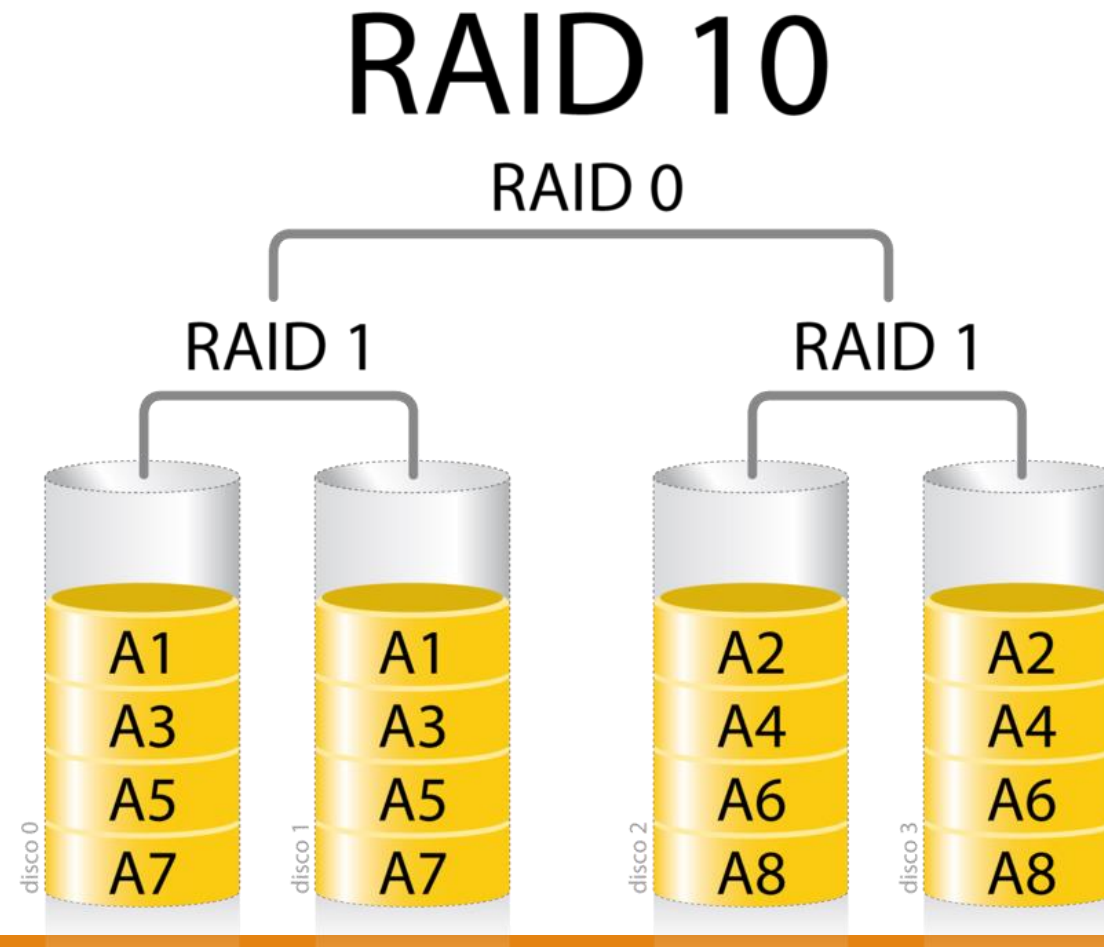 RAID 10
RAID 0
RAID 1
RAID 1
disco 0
A1
A3
A5
A7
disco 1
A1
A3
A5
A7
disco 2
A2
A4
A6
A8
disco 3
A2
A4
A6
A8